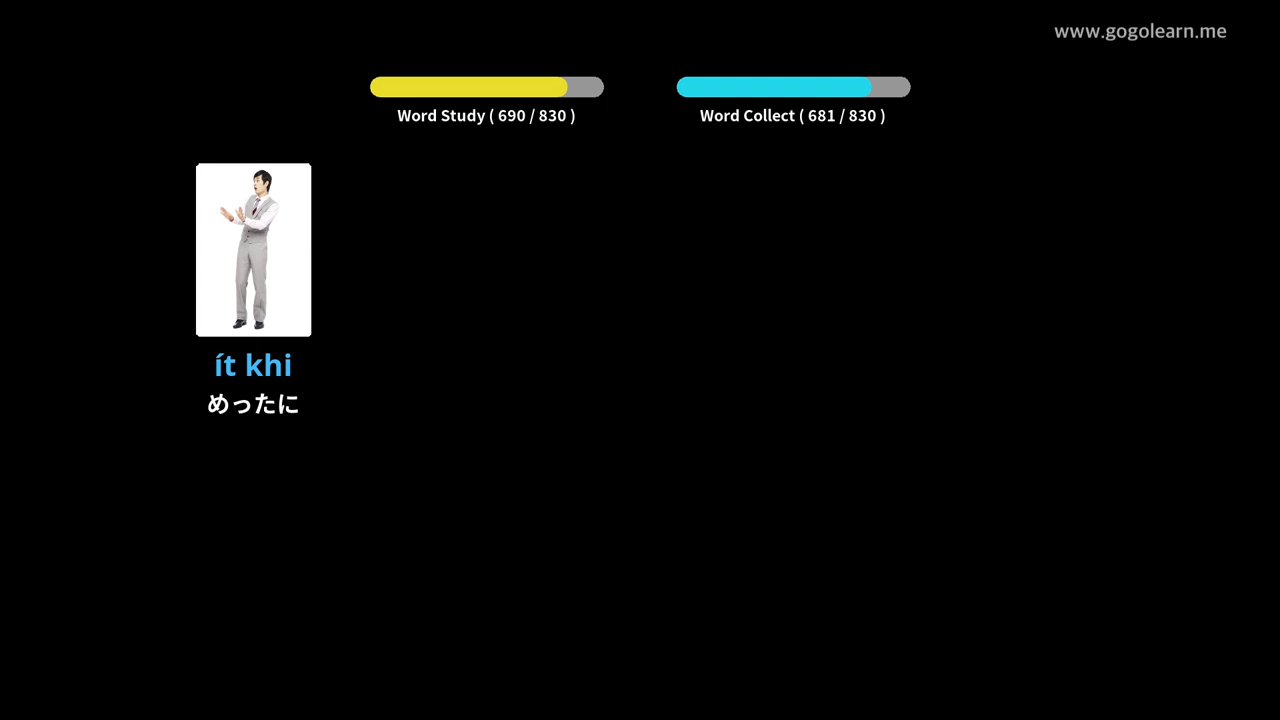 www.gogolearn.me
Word Study ( 690 / 830 )
Word Collect ( 681 / 830 )
ít khi
めったに